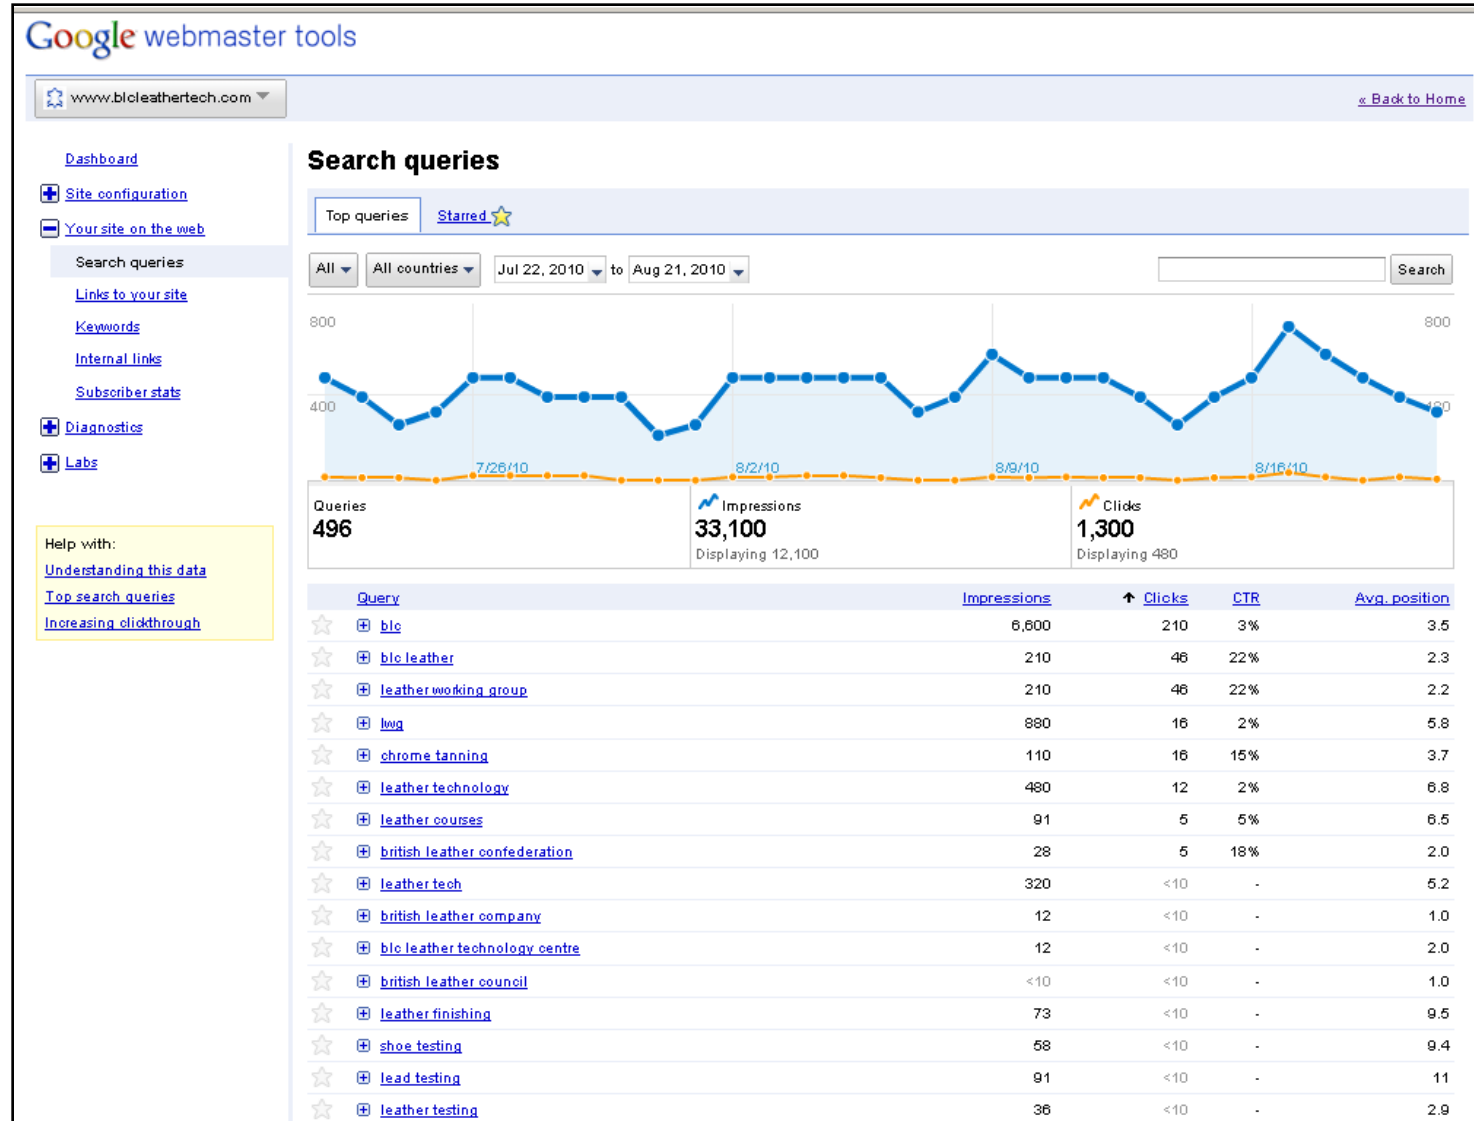 Google webmaster tools
www.blcleathertech.com
« Back to Home
Dashboard
Site configuration
Your site on the web
Search queries
Links to your site
Keywords
Internal links
Subscriber stats
Diagnostics
Labs
Help with:
Understanding this data
Top search queries
Increasing clickthrough
Search queries
Top queries Starred
All All countries Jul 22, 2010 to Aug 21, 2010 Search
800 800
400 400
7/26/10 8/2/10 8/9/10 8/16/10
Queries Impressions Clicks
496 33,100 1,300
Displaying 12,100 Displaying 480
Query Impressions Clicks CTR Avg. position
blc 6,600 210 3% 3.5
blc leather 210 46 22% 2.3
leather working group 210 46 22% 2.2
lwg 880 16 2% 5.8
chrome tanning 110 16 15% 3.7
leather technology 480 12 2% 6.8
leather courses 91 5 5% 6.5
british leather confederation 28 5 18% 2.0
leather tech 320 <10 - 5.2
british leather company 12 <10 - 1.0
blc leather technology centre 12 <10 - 2.0
british leather council <10 <10 - 1.0
leather finishing 73 <10 - 9.5
shoe testing 58 <10 - 9.4
lead testing 91 <10 - 11
leather testing 36 <10 - 2.9